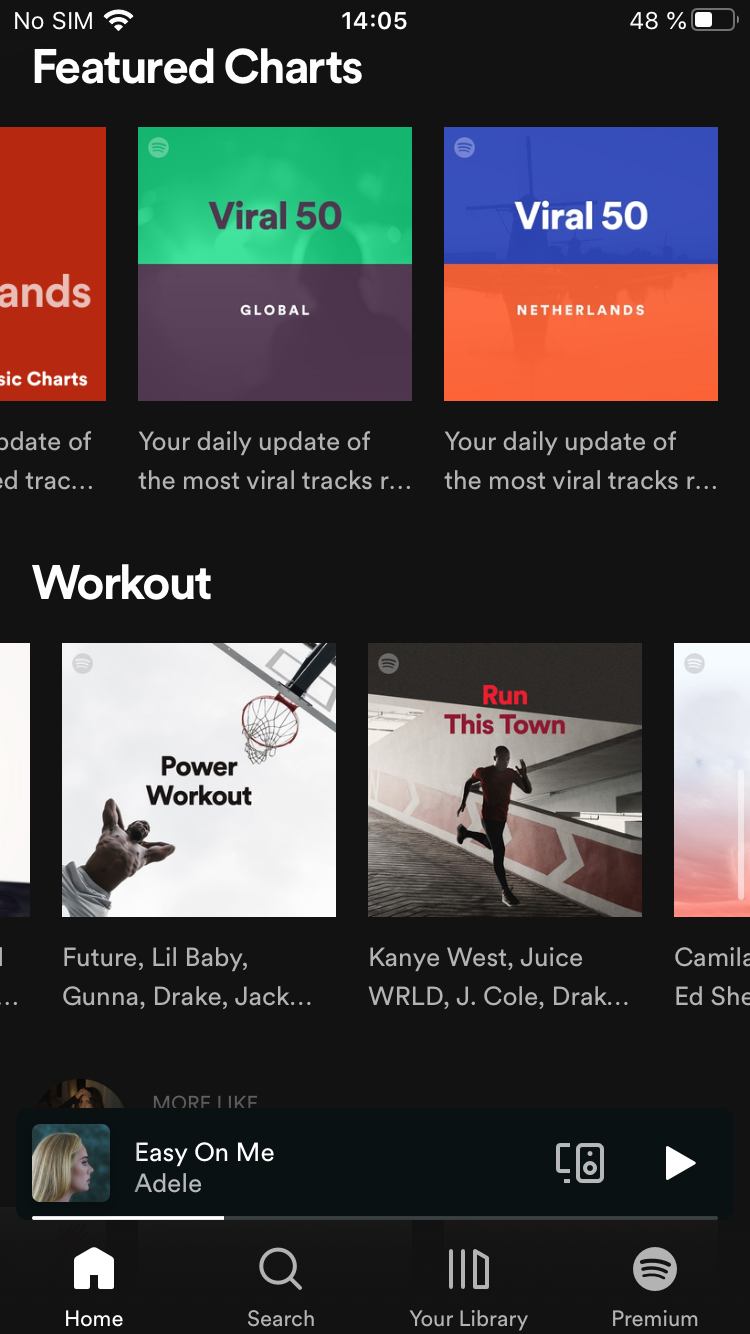 No SIM 14:05 48 %
Featured Charts
ands
sic Charts
Viral 50
GLOBAL
Viral 50
NETHERLANDS
pdate of
ed trac...
Your daily update of
the most viral tracks r...
Your daily update of
the most viral tracks r...
Workout
Power
Workout
Run
This Town
...
Future, Lil Baby,
Gunna, Drake, Jack...
Kanye West, Juice
WRLD, J. Cole, Drak...
Camila
Ed She
MORE LIKE
Easy On Me
Adele
Home
Search
Your Library
Premium